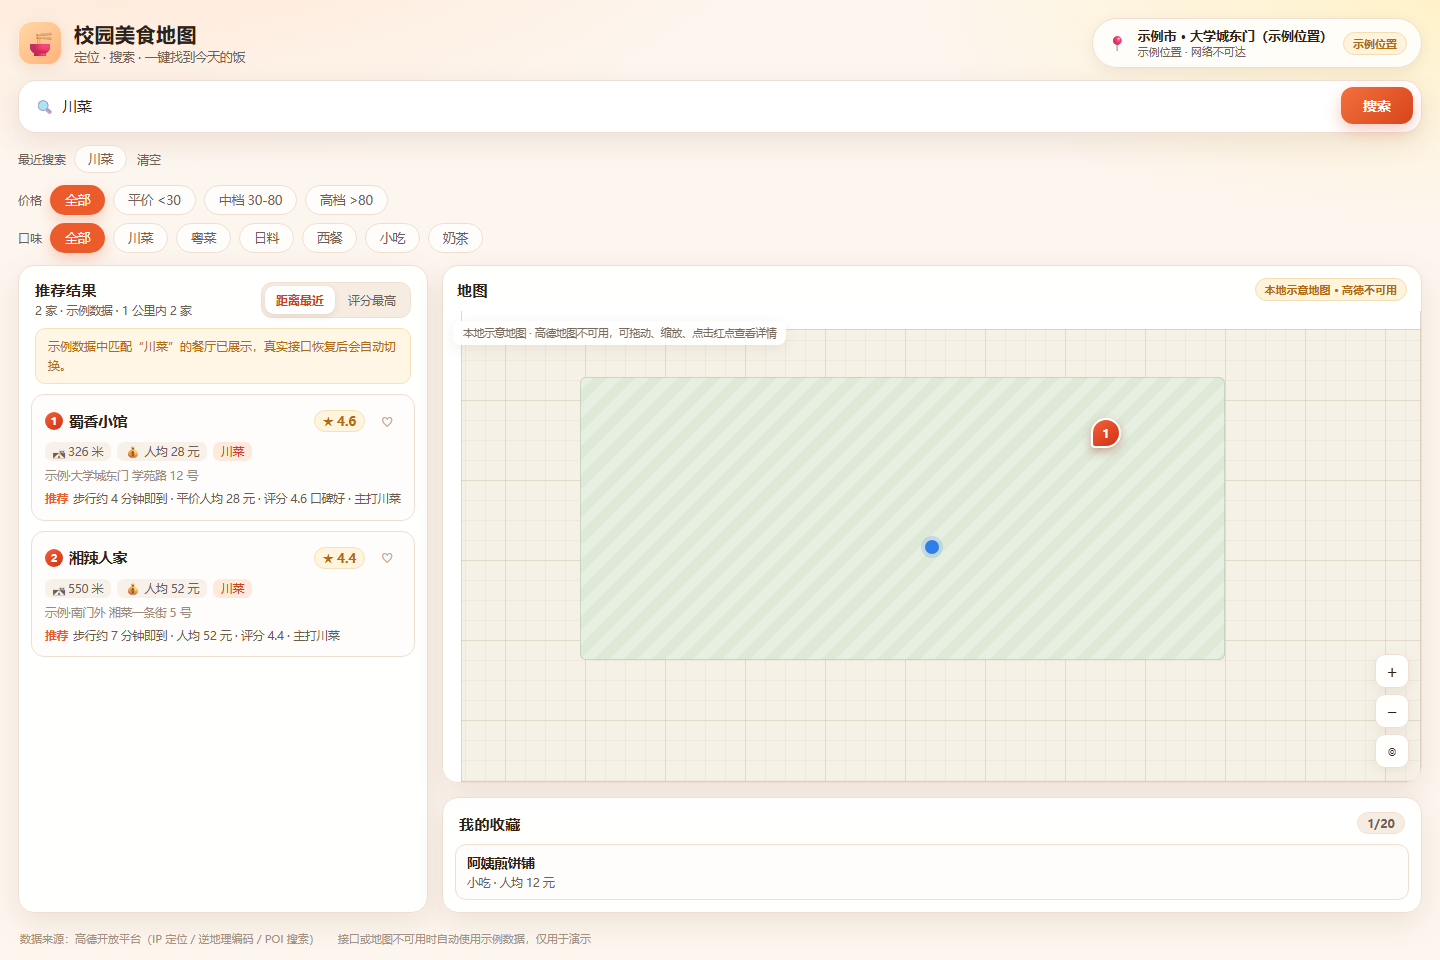 校园美食地图
定位 · 搜索 · 一键找到今天的饭
示例市 • 大学城东门（示例位置）
示例位置 · 网络不可达
示例位置
川菜
搜索
最近搜索 川菜 清空
价格 全部 平价 <30 中档 30-80 高档 >80
口味 全部 川菜 粤菜 日料 西餐 小吃 奶茶
推荐结果
2 家 · 示例数据 · 1 公里内 2 家
距离最近 评分最高
示例数据中匹配“川菜”的餐厅已展示，真实接口恢复后会自动切
换。
1 蜀香小馆 ★ 4.6 ♡
326 米 人均 28 元 川菜
示例·大学城东门 学苑路 12 号
推荐 步行约 4 分钟即到 · 平价人均 28 元 · 评分 4.6 口碑好 · 主打川菜
2 湘辣人家 ★ 4.4 ♡
550 米 人均 52 元 川菜
示例·南门外 湘菜一条街 5 号
推荐 步行约 7 分钟即到 · 人均 52 元 · 评分 4.4 · 主打川菜
地图
本地示意地图 • 高德不可用
本地示意地图 · 高德地图不可用，可拖动、缩放、点击红点查看详情
1
+
−
◎
我的收藏
1/20
阿姨煎饼铺
小吃 · 人均 12 元
数据来源：高德开放平台（IP 定位 / 逆地理编码 / POI 搜索） 接口或地图不可用时自动使用示例数据，仅用于演示